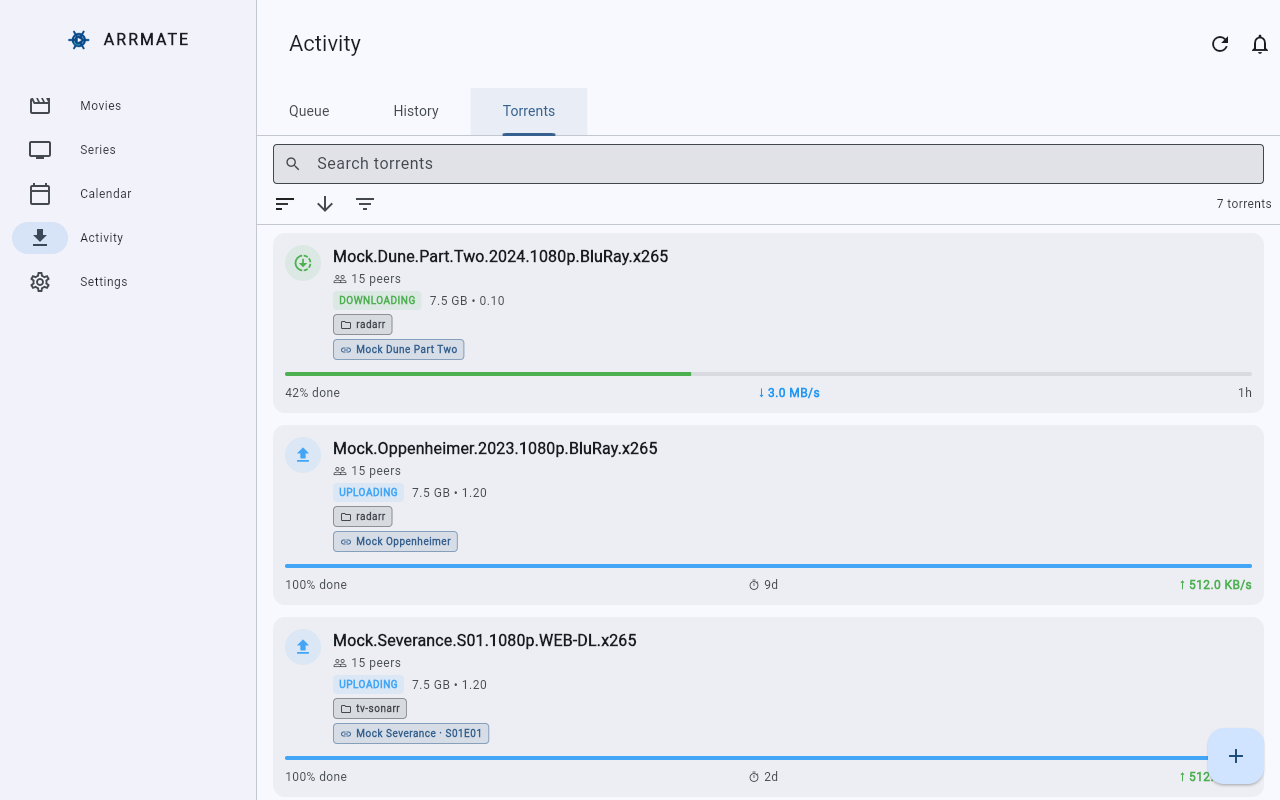 ARRMATE
Movies
Series
Calendar
Activity
Settings
Activity
Queue
History
Torrents
Search torrents
7 torrents
Mock.Dune.Part.Two.2024.1080p.BluRay.x265
15 peers
DOWNLOADING 7.5 GB • 0.10
radarr
Mock Dune Part Two
42% done ↓ 3.0 MB/s 1h
Mock.Oppenheimer.2023.1080p.BluRay.x265
15 peers
UPLOADING 7.5 GB • 1.20
radarr
Mock Oppenheimer
100% done 9d ↑ 512.0 KB/s
Mock.Severance.S01.1080p.WEB-DL.x265
15 peers
UPLOADING 7.5 GB • 1.20
tv-sonarr
Mock Severance · S01E01
100% done 2d ↑ 512.